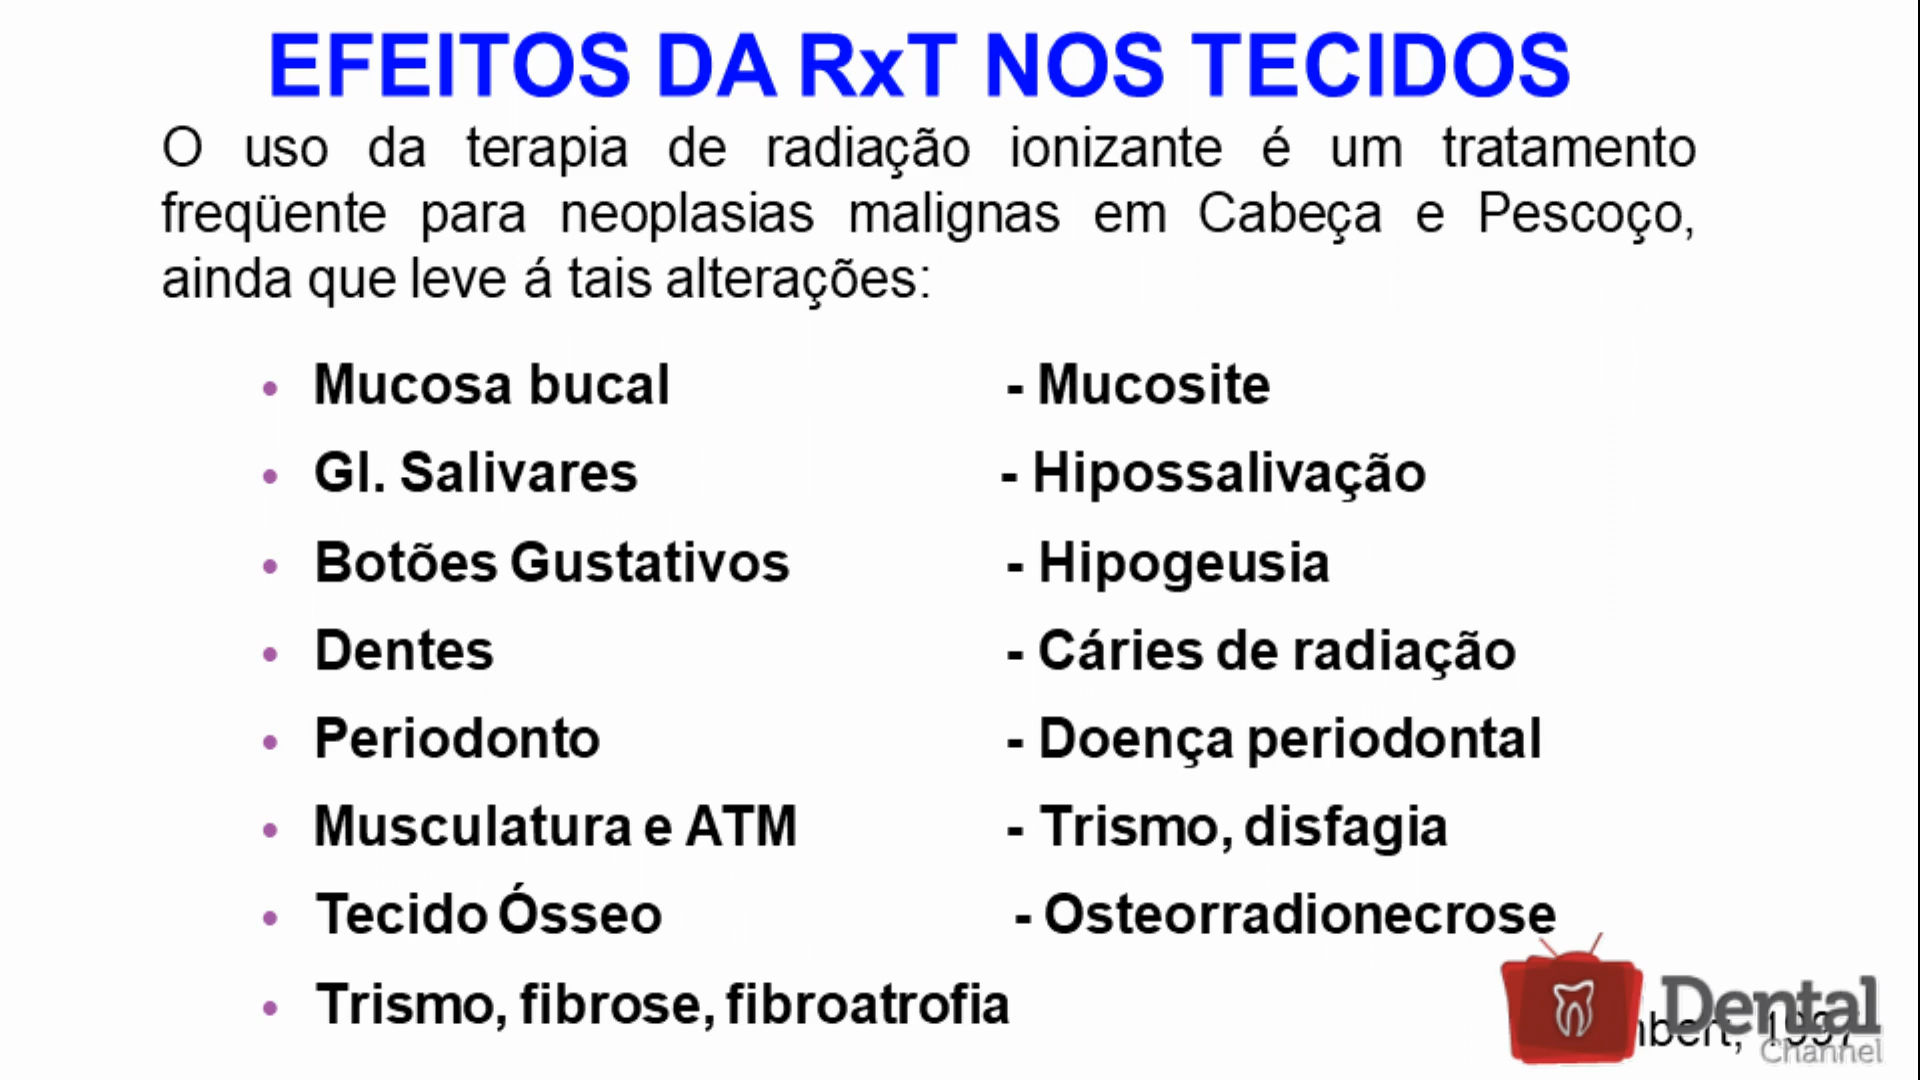 EFEITOS DA RxT NOS TECIDOS
O uso da terapia de radiação ionizante é um tratamento
freqüente para neoplasias malignas em Cabeça e Pescoço,
ainda que leve á tais alterações:
• Mucosa bucal - Mucosite
• Gl. Salivares - Hipossalivação
• Botões Gustativos - Hipogeusia
• Dentes - Cáries de radiação
• Periodonto - Doença periodontal
• Musculatura e ATM - Trismo, disfagia
• Tecido Ósseo - Osteorradionecrose
• Trismo, fibrose, fibroatrofia
Dental
Channel